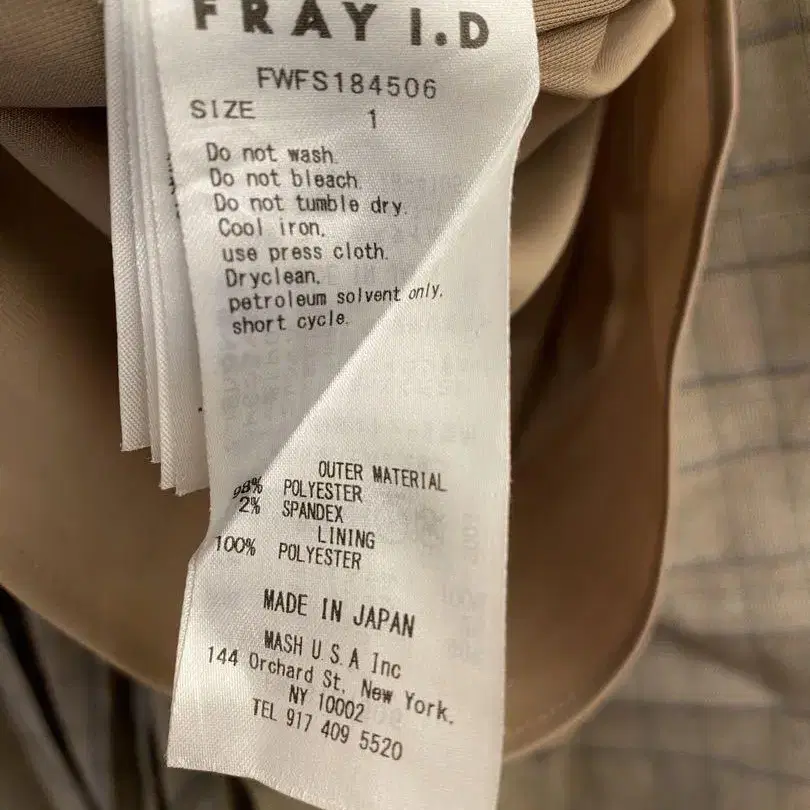 FRAY I.D
FWFS184506
SIZE 1
Do not wash.
Do not bleach.
Do not tumble dry.
Cool iron.
use press cloth.
Dryclean.
petroleum solvent only.
short cycle.
OUTER MATERIAL
98% POLYESTER
2% SPANDEX
LINING
100% POLYESTER
MADE IN JAPAN
MASH U.S.A Inc
144 Orchard St, New York,
NY 10002
TEL 917 409 5520